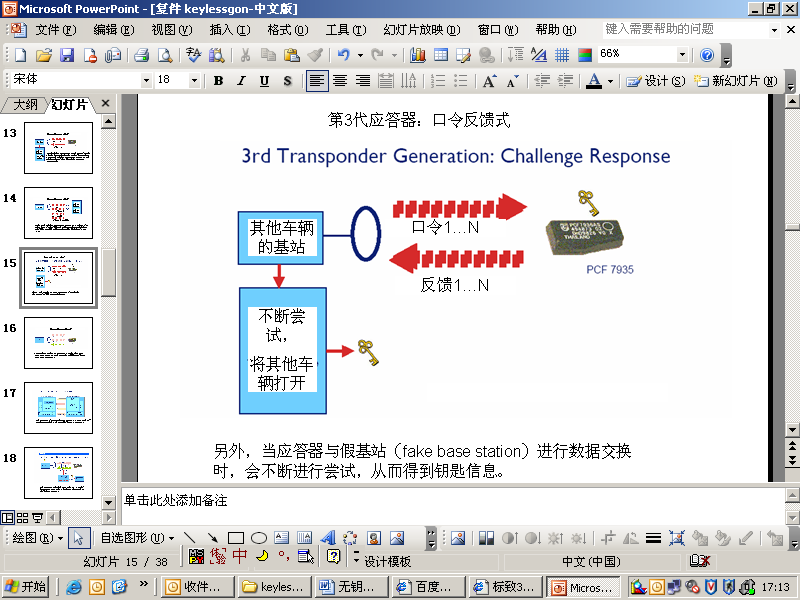 Microsoft PowerPoint - [复件 keylessgon-中文版]
文件(F) 编辑(E) 视图(V) 插入(I) 格式(O) 工具(T) 幻灯片放映(D) 窗口(W) 帮助(H) 键入需要帮助的问题
66%
宋体 18 B I U S A A A 设计(S) 新幻灯片(N)
大纲 幻灯片
13
14
15
16
17
18
第3代应答器：口令反馈式
3rd Transponder Generation: Challenge Response
其他车辆
的基站
口令1…N
反馈1…N
PCF 7935
不断尝
试，
将其他车
辆打开
另外，当应答器与假基站（fake base station）进行数据交换
时，会不断进行尝试，从而得到钥匙信息。
单击此处添加备注
绘图(R) 自选图形(U)
幻灯片 15 / 38 中 设计模板 中文(中国)
开始 收件... keyles... 无钥... 百度... 标致3... Micros... 17:13